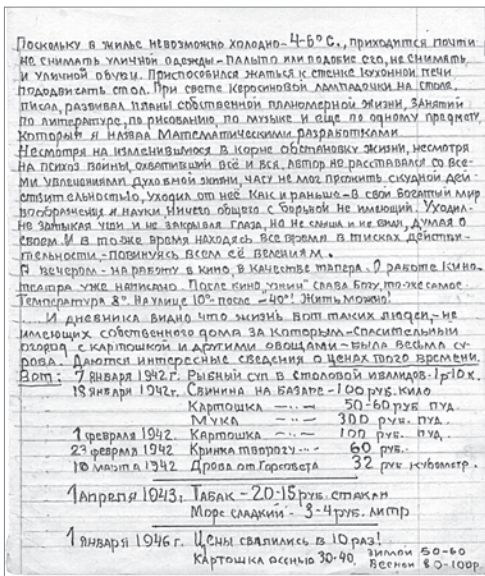 Поскольку в жилье невозможно холодно - 4-6°С., приходится почти
не снимать уличной одежды - пальто или подобие его, не снимать
и уличной обуви. Приспособился жаться к стенке кухонной печи
пододвигать стол. При свете керосиновой лампадочки на столе,
писал, развивал планы собственной планомерной жизни, занятий
по литературе, по рисованию, по музыке и еще по одному предмету,
который я назвал Математическими разработками.
Несмотря на изменившуюся в корне обстановку жизни, несмотря
на психоз войны, охвативший всё и вся, автор не расставался со все-
ми увлечениями духовной жизни, часу не мог прожить скудной дей-
ствительностью, уходил от неё как и раньше - в свой богатый мир
воображения и науки, ничего общего с борьбой не имеющий. Уходил -
не затыкая уши и не закрывая глаза, но не слыша и не видя, думая о
своем. И в то же время находясь все время в тисках действи-
тельности, - повинуясь всем её велениям.
А вечером - на работу в кино, в качестве тапера. О работе кино-
театра уже написано. После кино, "ужин" слава Богу, то-же самое.
Температура 8°. На улице 10° - после - 40°! Жить можно!
... И дневника видно что жизнь вот таких людей, - не
имеющих собственного дома за которым - спасительный
огород с картошкой и другими овощами - была весьма су-
рова. Даются интересные сведения о ценах того времени.
Вот: 7 января 1942 г. Рыбный суп в столовой инвалидов - 1р 10к.
18 января 1942 г. Свинина на базаре - 100 руб. кило
Картошка - " - 50-60 руб пуд.
Мука - " - 300 руб. пуд.
1 февраля 1942. Картошка - " - 100 руб. пуд.
27 февраля 1942 Кринка творогу - - - 60 руб.
18 марта 1942 Дрова от Горсовета 32 руб кубометр.
1 апреля 1943г. Табак - 20-15 руб. стакан
Морс сладкий - 3-4 руб. литр
1 января 1946 г. Цены свалились в 10 раз!
Картошка осенью 30-40. зимой 50-60
весной 80-100р.